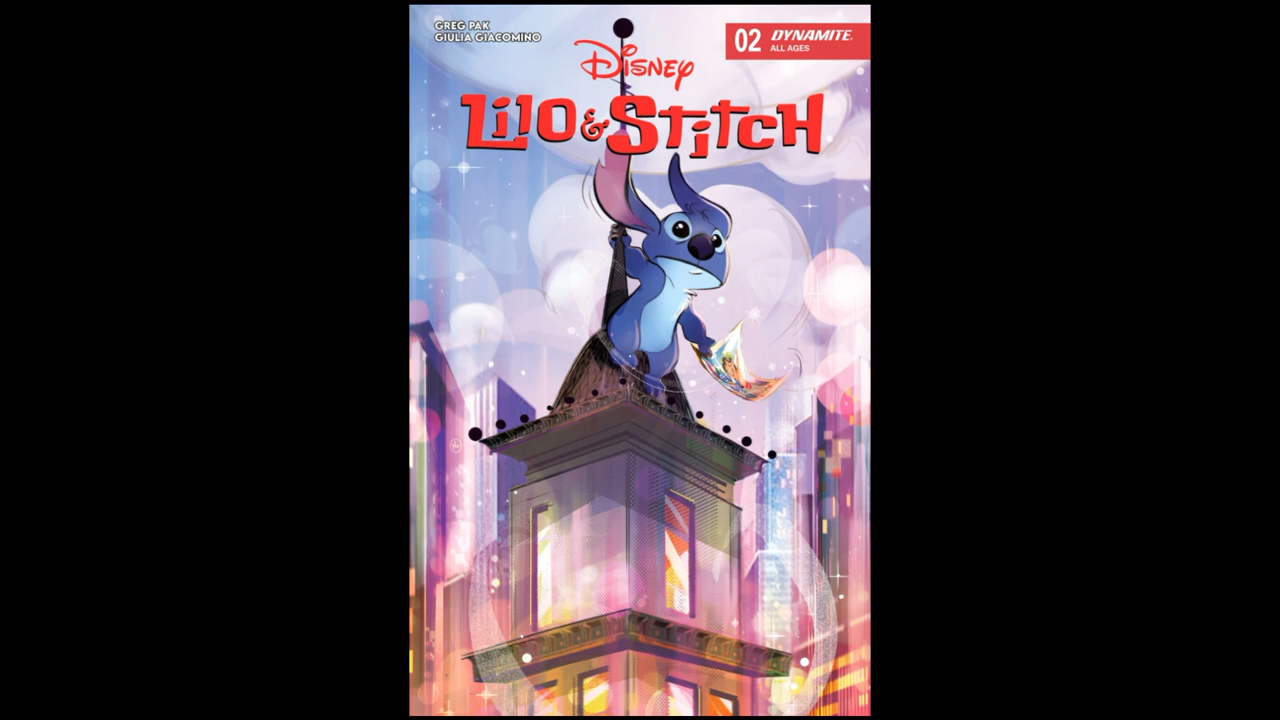 GREG PAK
GIULIA GIACOMINO
02 DYNAMITE.
ALL AGES
DISNEY
LILO & STITCH